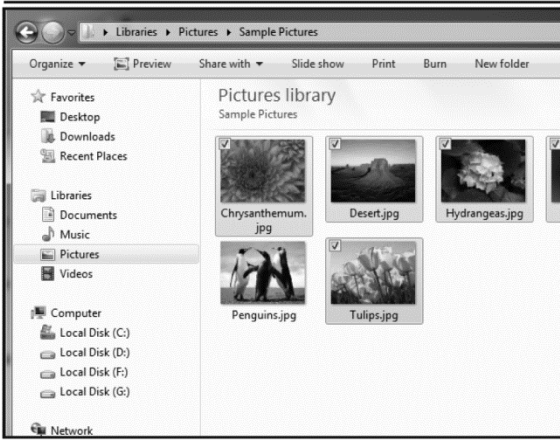 Libraries ▸ Pictures ▸ Sample Pictures
Organize Preview Share with Slide show Print Burn New folder
Favorites
Desktop
Downloads
Recent Places
Libraries
Documents
Music
Pictures
Videos
Computer
Local Disk (C:)
Local Disk (D:)
Local Disk (F:)
Local Disk (G:)
Network
Pictures library
Sample Pictures
Chrysanthemum.
jpg
Desert.jpg
Hydrangeas.jpg
Penguins.jpg
Tulips.jpg